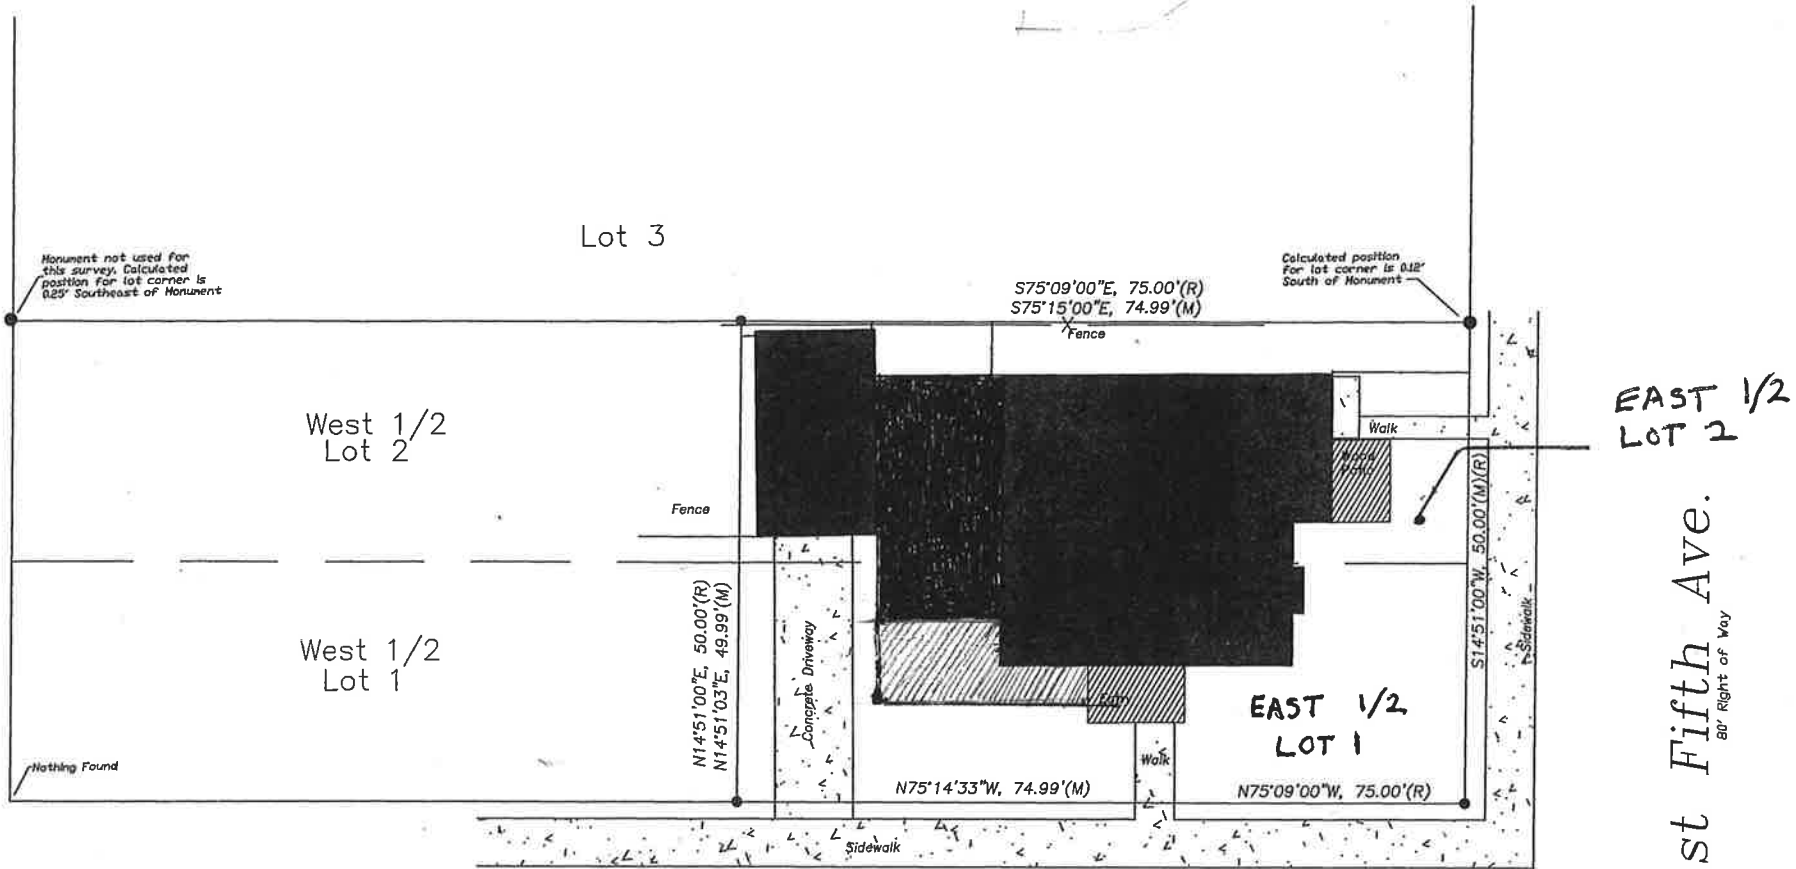 Lot 3
Monument not used for
this survey. Calculated
position for lot corner is
0.25' Southeast of Monument
Calculated position
for lot corner is 0.12'
South of Monument
S75°09'00"E, 75.00'(R)
S75°15'00"E, 74.99'(M)
Fence
EAST 1/2
LOT 2
West 1/2
Lot 2
Walk
Wood
Fence
S14°51'00"W, 50.00'(M)(R)
Sidewalk
st Fifth Ave.
80' Right of Way
West 1/2
Lot 1
N14°51'00"E, 50.00'(R)
N14°51'03"E, 49.99'(M)
Concrete Driveway
EAST 1/2
LOT 1
Walk
Nothing Found
N75°14'33"W, 74.99'(M)
N75°09'00"W, 75.00'(R)
Sidewalk